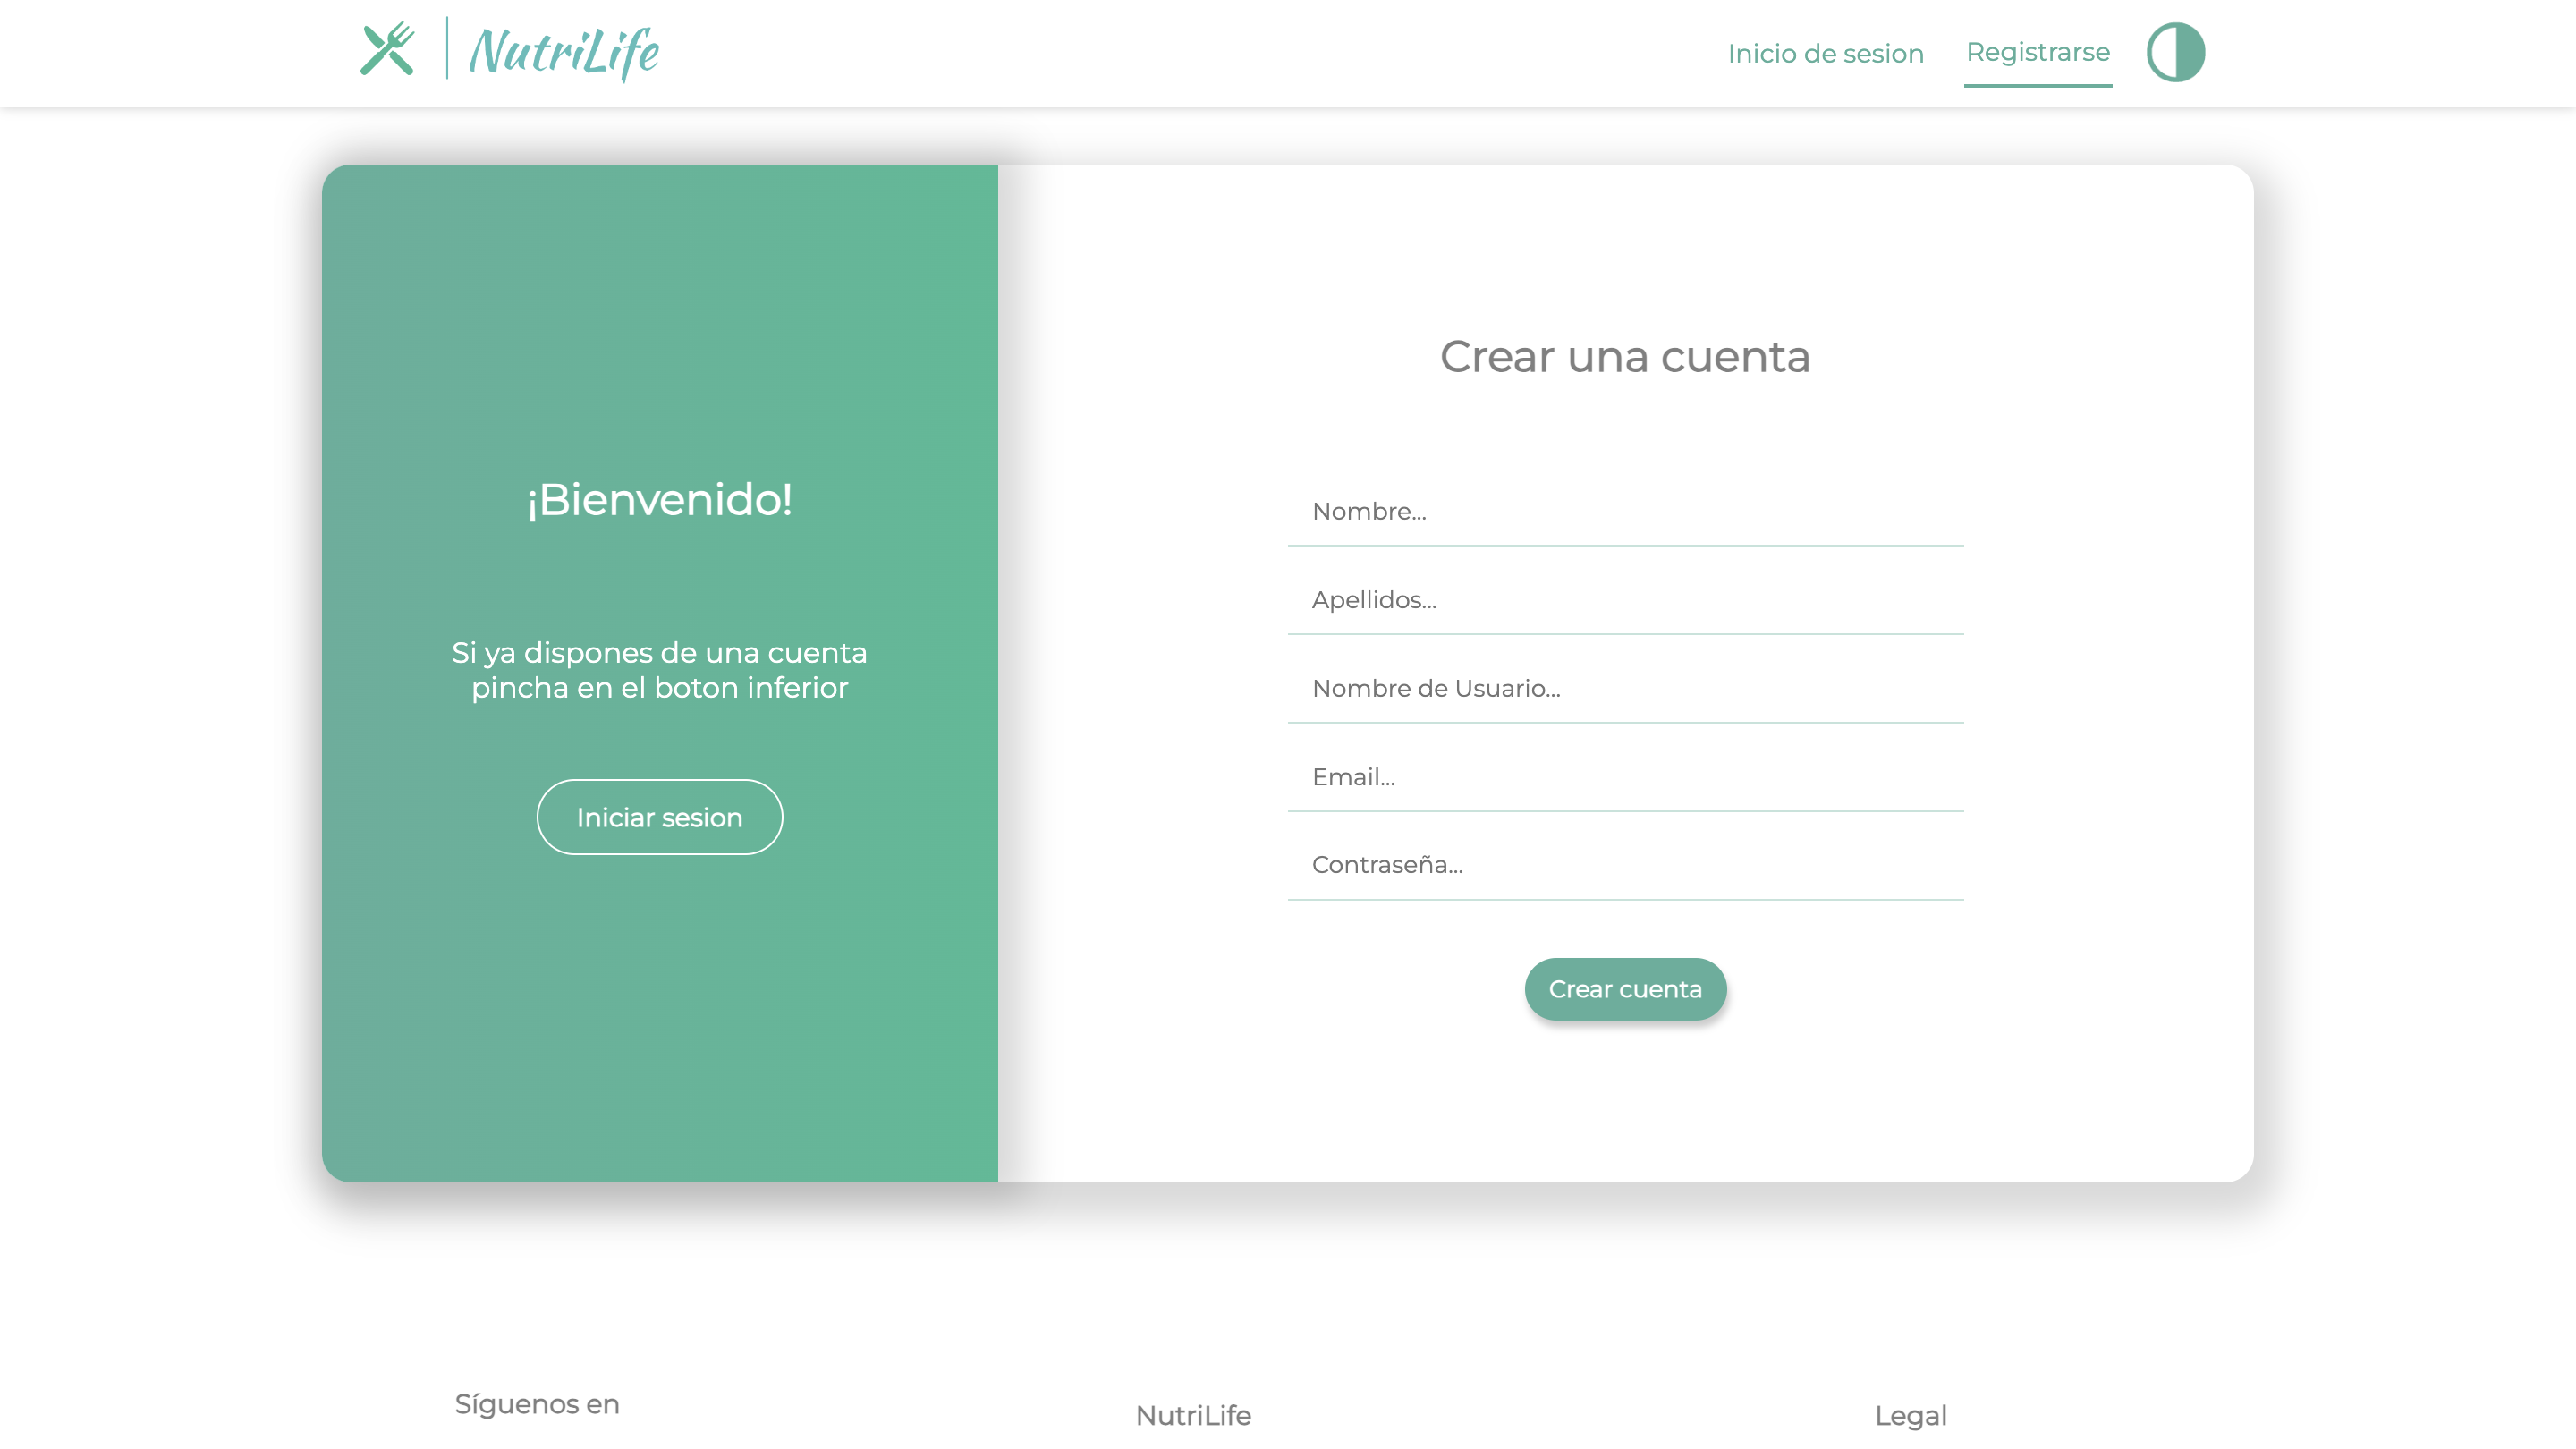 NutriLife
Inicio de sesion
Registrarse
¡Bienvenido!
Si ya dispones de una cuenta
pincha en el boton inferior
Iniciar sesion
Crear una cuenta
Nombre...
Apellidos...
Nombre de Usuario...
Email...
Contraseña...
Crear cuenta
Síguenos en
NutriLife
Legal